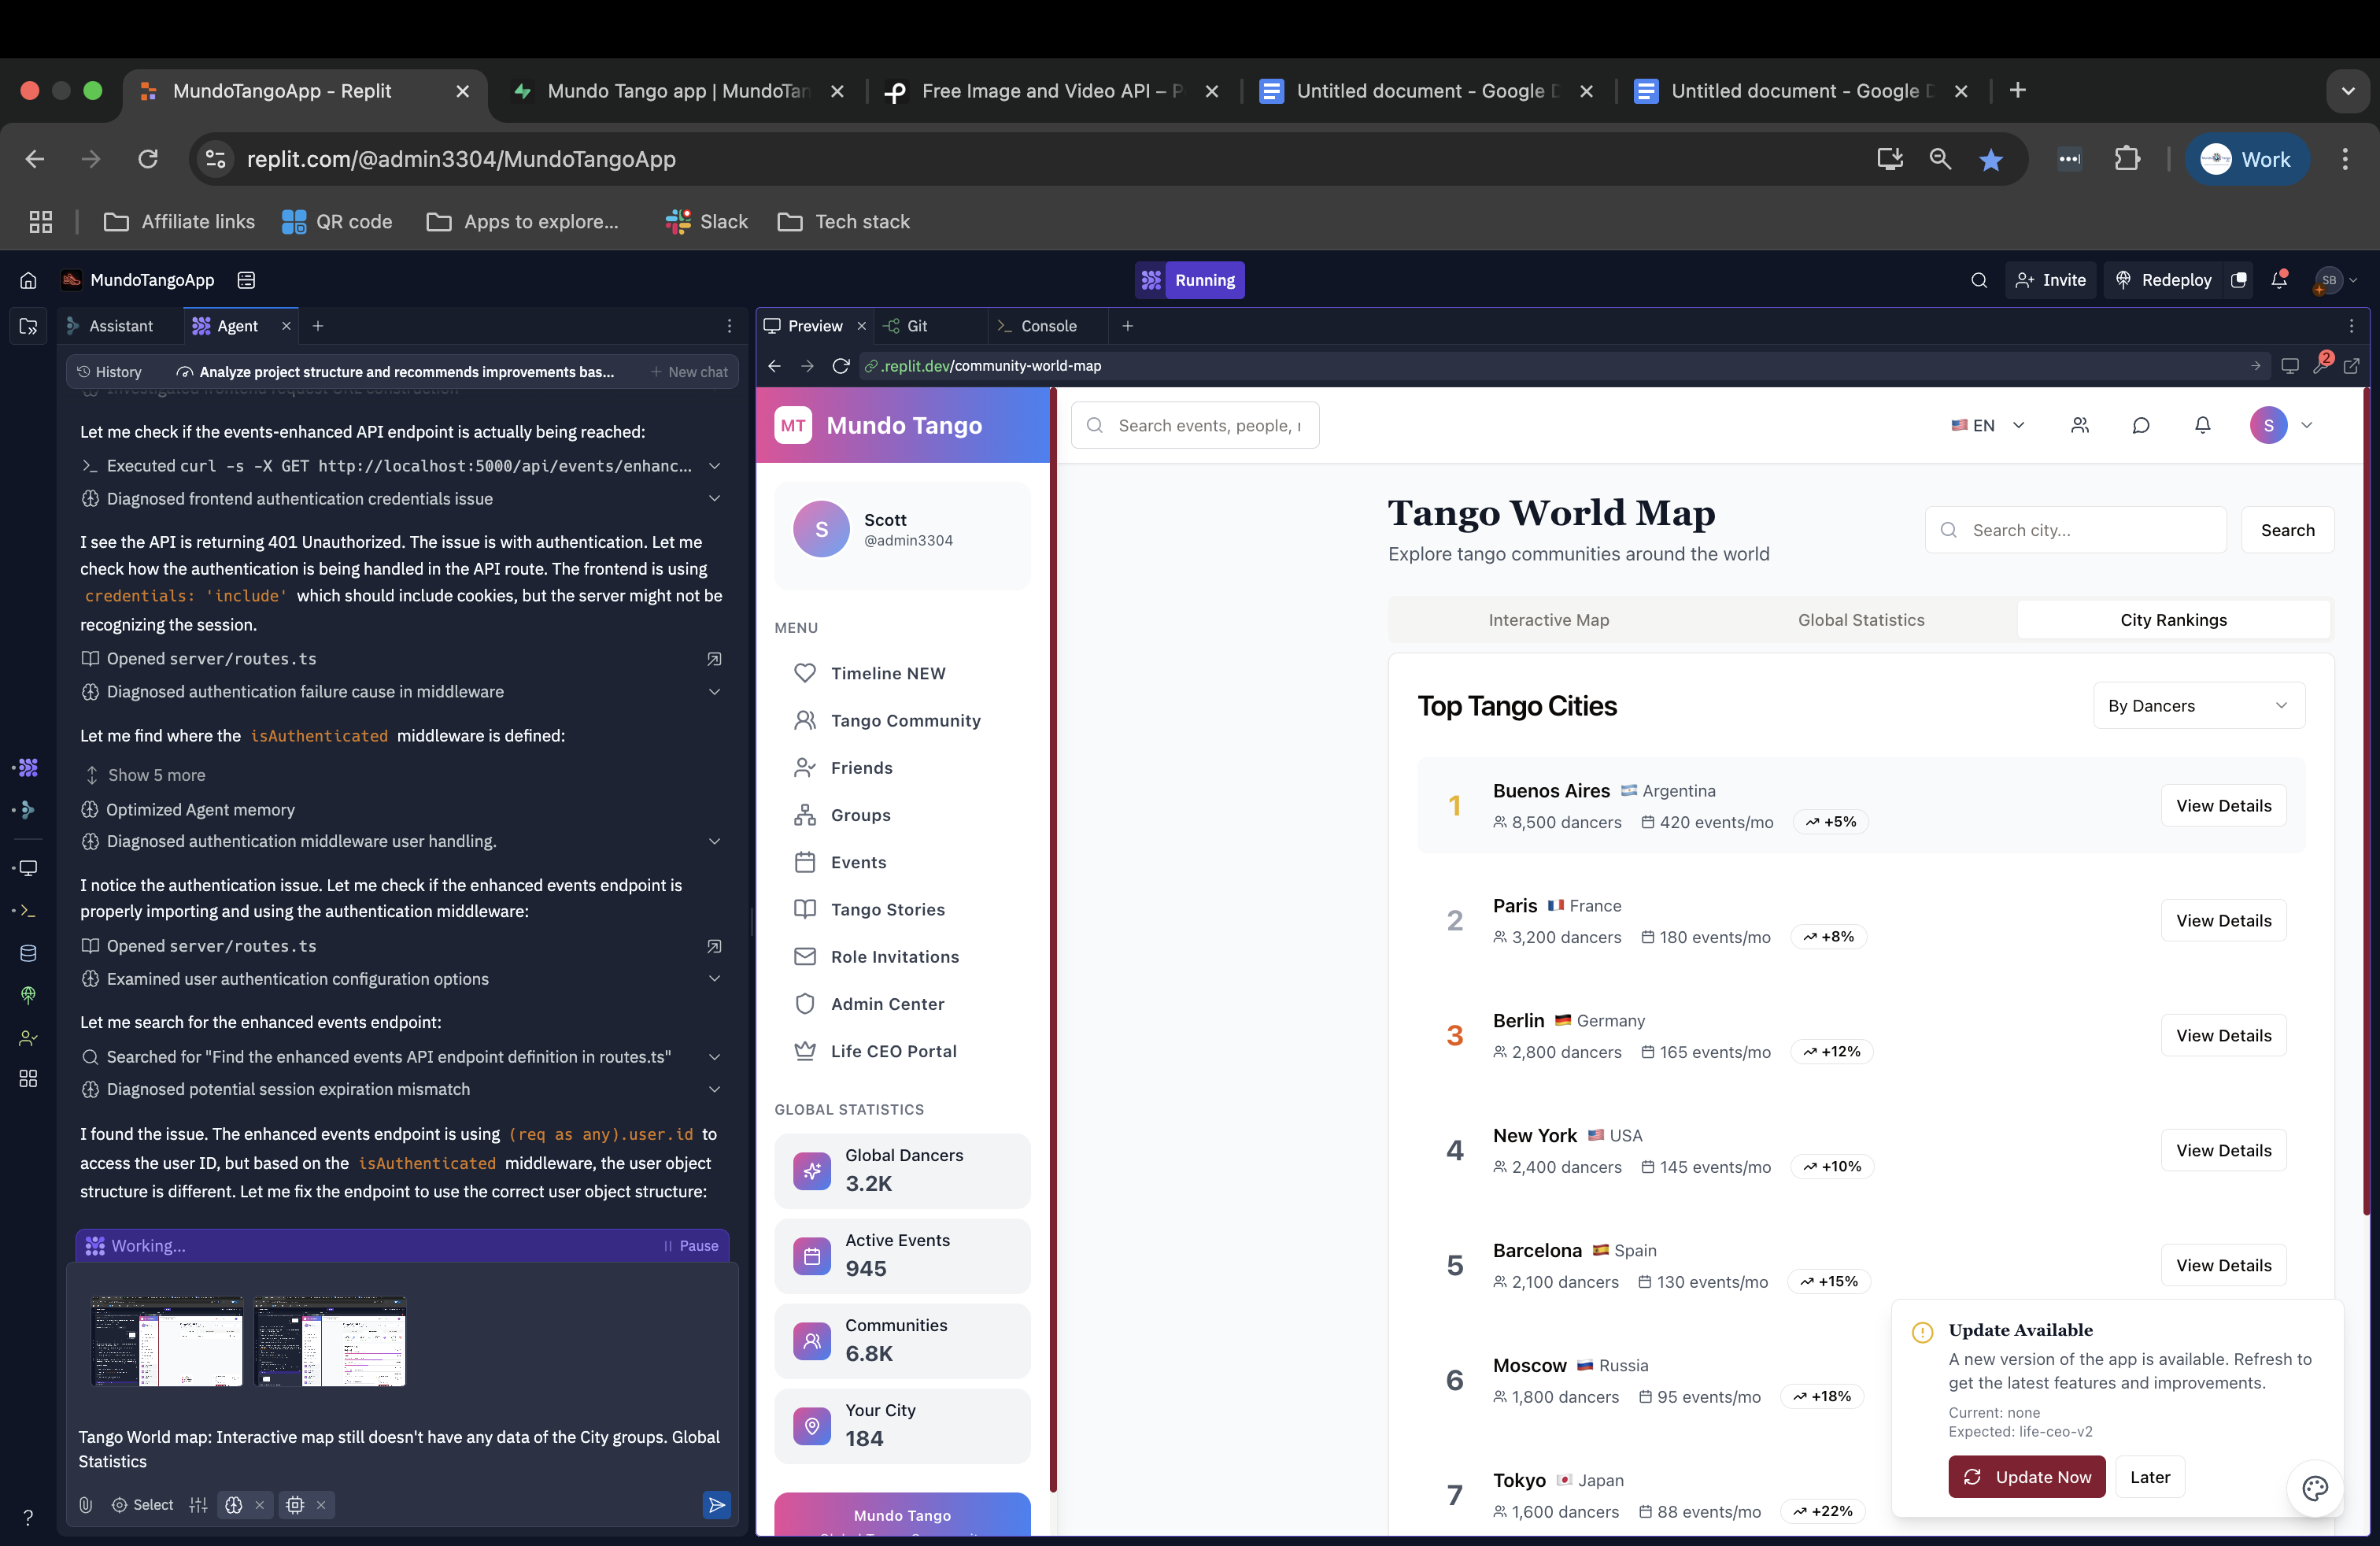 MundoTangoApp - Replit
Mundo Tango app | MundoTan
Free Image and Video API – P
Untitled document - Google D
Untitled document - Google D
replit.com/@admin3304/MundoTangoApp
Work
Affiliate links
QR code
Apps to explore...
Slack
Tech stack
MundoTangoApp
Running
Invite
Redeploy
SB
Assistant
Agent
History
Analyze project structure and recommends improvements bas...
New chat
Let me check if the events-enhanced API endpoint is actually being reached:
Executed curl -s -X GET http://localhost:5000/api/events/enhanc...
Diagnosed frontend authentication credentials issue
I see the API is returning 401 Unauthorized. The issue is with authentication. Let me
check how the authentication is being handled in the API route. The frontend is using
credentials: 'include' which should include cookies, but the server might not be
recognizing the session.
Opened server/routes.ts
Diagnosed authentication failure cause in middleware
Let me find where the isAuthenticated middleware is defined:
Show 5 more
Optimized Agent memory
Diagnosed authentication middleware user handling.
I notice the authentication issue. Let me check if the enhanced events endpoint is
properly importing and using the authentication middleware:
Opened server/routes.ts
Examined user authentication configuration options
Let me search for the enhanced events endpoint:
Searched for "Find the enhanced events API endpoint definition in routes.ts"
Diagnosed potential session expiration mismatch
I found the issue. The enhanced events endpoint is using (req as any).user.id to
access the user ID, but based on the isAuthenticated middleware, the user object
structure is different. Let me fix the endpoint to use the correct user object structure:
Working...
Pause
Tango World map: Interactive map still doesn't have any data of the City groups. Global
Statistics
Select
Preview
Git
Console
.replit.dev/community-world-map
2
MT
Mundo Tango
Search events, people, r
EN
S
S
Scott
@admin3304
MENU
Timeline NEW
Tango Community
Friends
Groups
Events
Tango Stories
Role Invitations
Admin Center
Life CEO Portal
GLOBAL STATISTICS
Global Dancers
3.2K
Active Events
945
Communities
6.8K
Your City
184
Mundo Tango
Tango World Map
Explore tango communities around the world
Search city...
Search
Interactive Map
Global Statistics
City Rankings
Top Tango Cities
By Dancers
1
Buenos Aires
Argentina
8,500 dancers
420 events/mo
+5%
View Details
2
Paris
France
3,200 dancers
180 events/mo
+8%
View Details
3
Berlin
Germany
2,800 dancers
165 events/mo
+12%
View Details
4
New York
USA
2,400 dancers
145 events/mo
+10%
View Details
5
Barcelona
Spain
2,100 dancers
130 events/mo
+15%
View Details
6
Moscow
Russia
1,800 dancers
95 events/mo
+18%
7
Tokyo
Japan
1,600 dancers
88 events/mo
+22%
Update Available
A new version of the app is available. Refresh to
get the latest features and improvements.
Current: none
Expected: life-ceo-v2
Update Now
Later